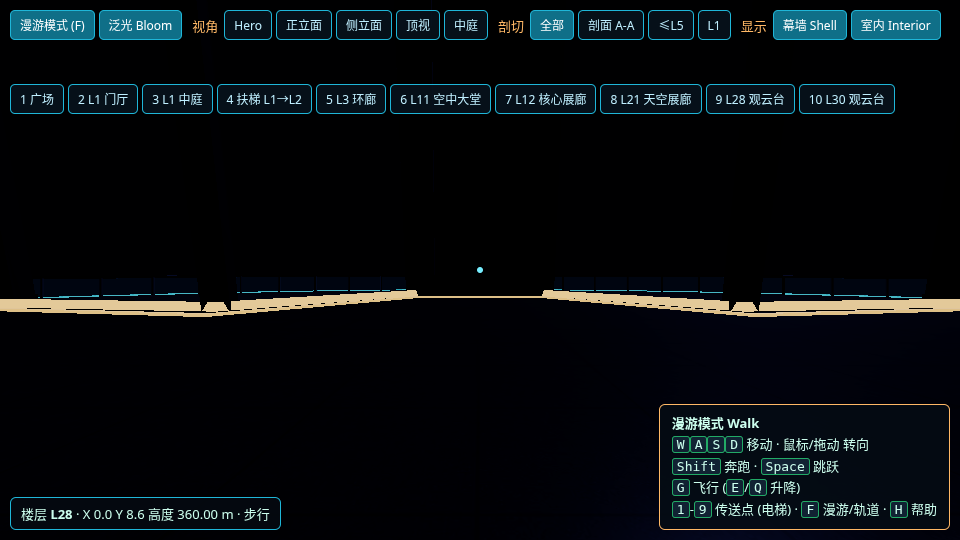 漫游模式 (F) 泛光 Bloom 视角 Hero 正立面 侧立面 顶视 中庭 剖切 全部 剖面 A-A ≤L5 L1 显示 幕墙 Shell 室内 Interior
1 广场 2 L1 门厅 3 L1 中庭 4 扶梯 L1→L2 5 L3 环廊 6 L11 空中大堂 7 L12 核心展廊 8 L21 天空展廊 9 L28 观云台 10 L30 观云台
漫游模式 Walk
W A S D 移动 · 鼠标/拖动 转向
Shift 奔跑 · Space 跳跃
G 飞行 (E/Q 升降)
1-9 传送点 (电梯) · F 漫游/轨道 · H 帮助
楼层 L28 · X 0.0 Y 8.6 高度 360.00 m · 步行